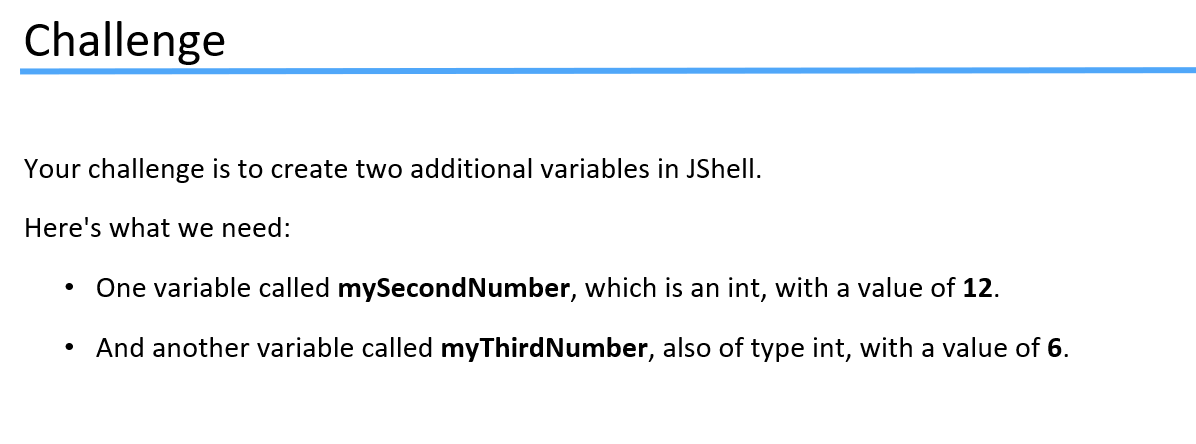 Challenge
Your challenge is to create two additional variables in JShell.
Here's what we need:
• One variable called mySecondNumber, which is an int, with a value of 12.
• And another variable called myThirdNumber, also of type int, with a value of 6.